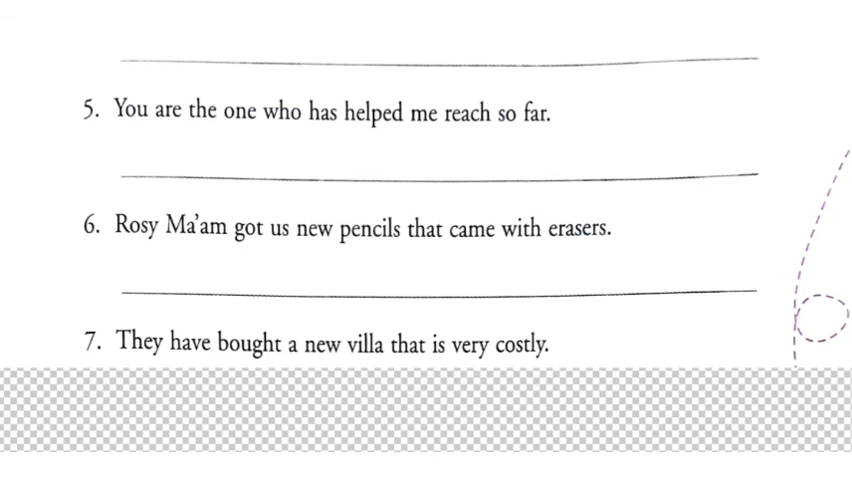 5. You are the one who has helped me reach so far.
6. Rosy Ma'am got us new pencils that came with erasers.
7. They have bought a new villa that is very costly.